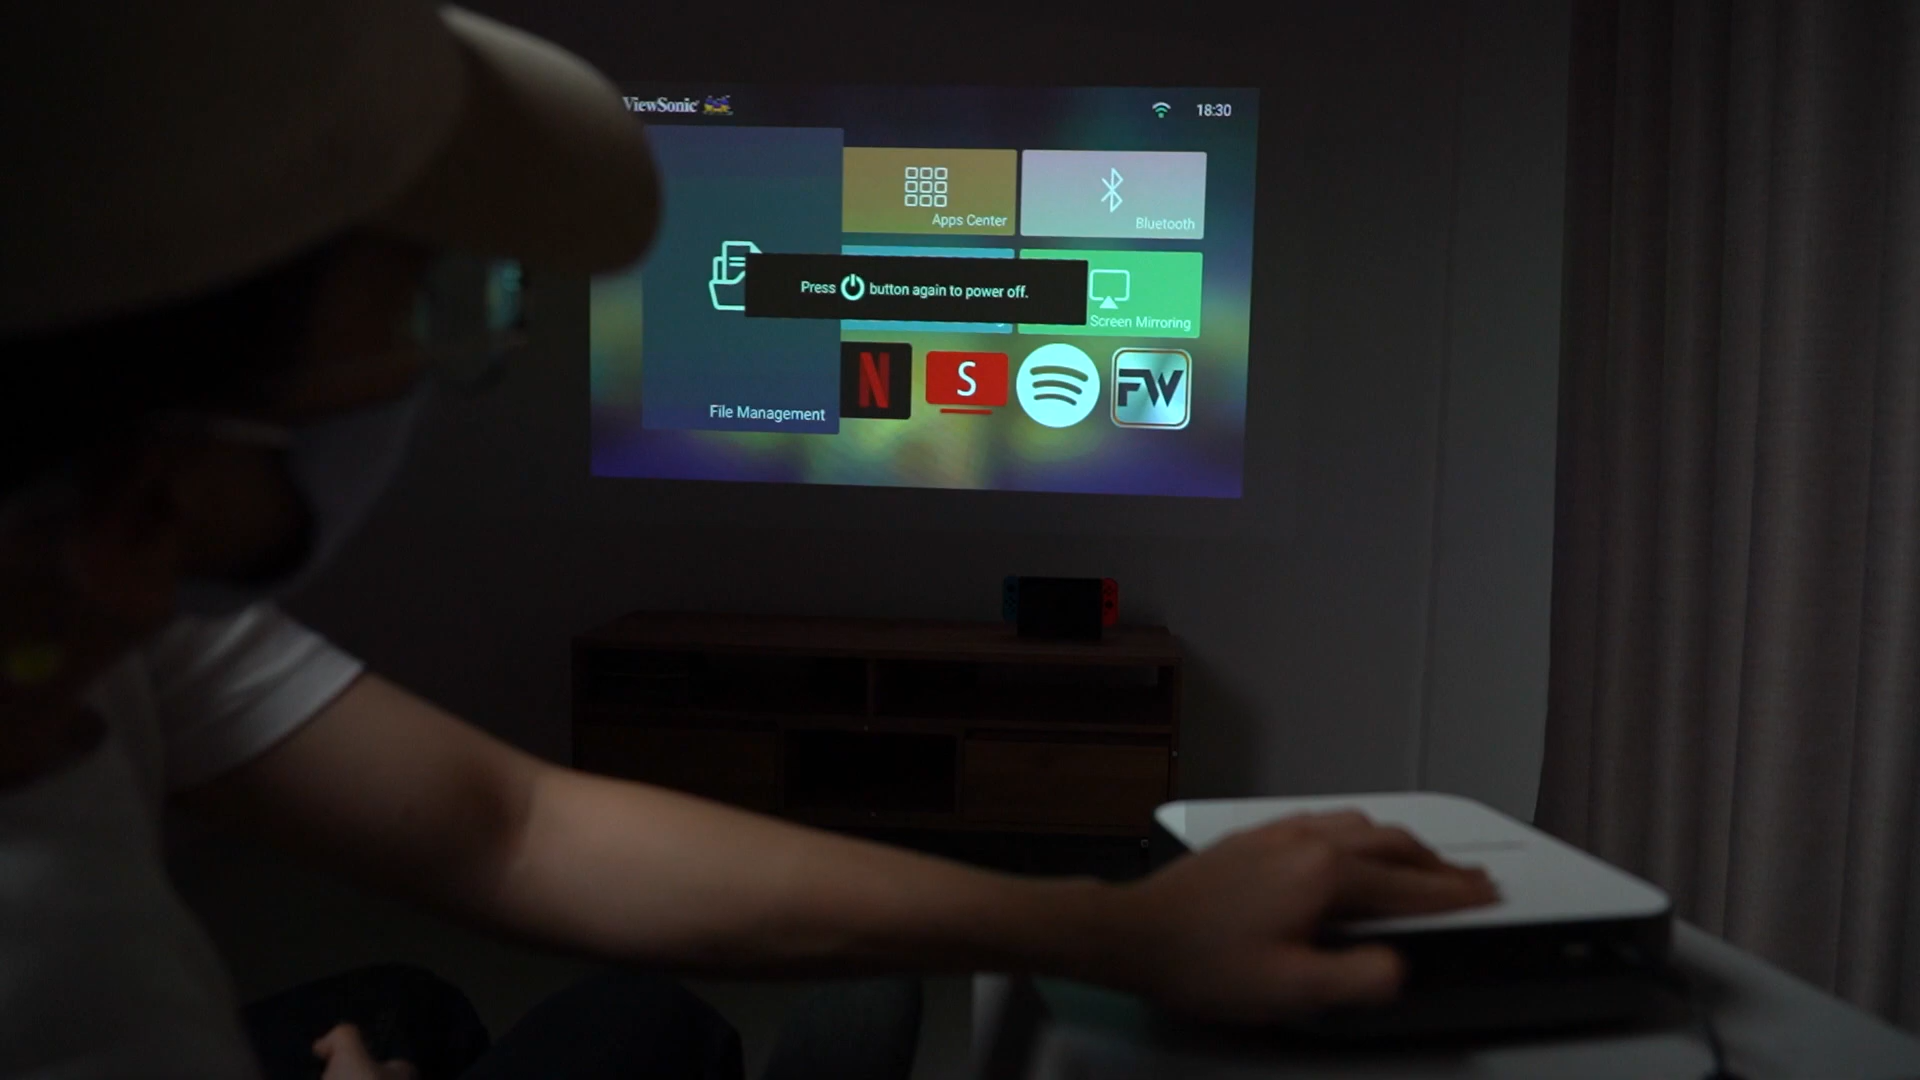 ViewSonic
18:30
Apps Center
Bluetooth
Press button again to power off.
Screen Mirroring
N
S
FW
File Management